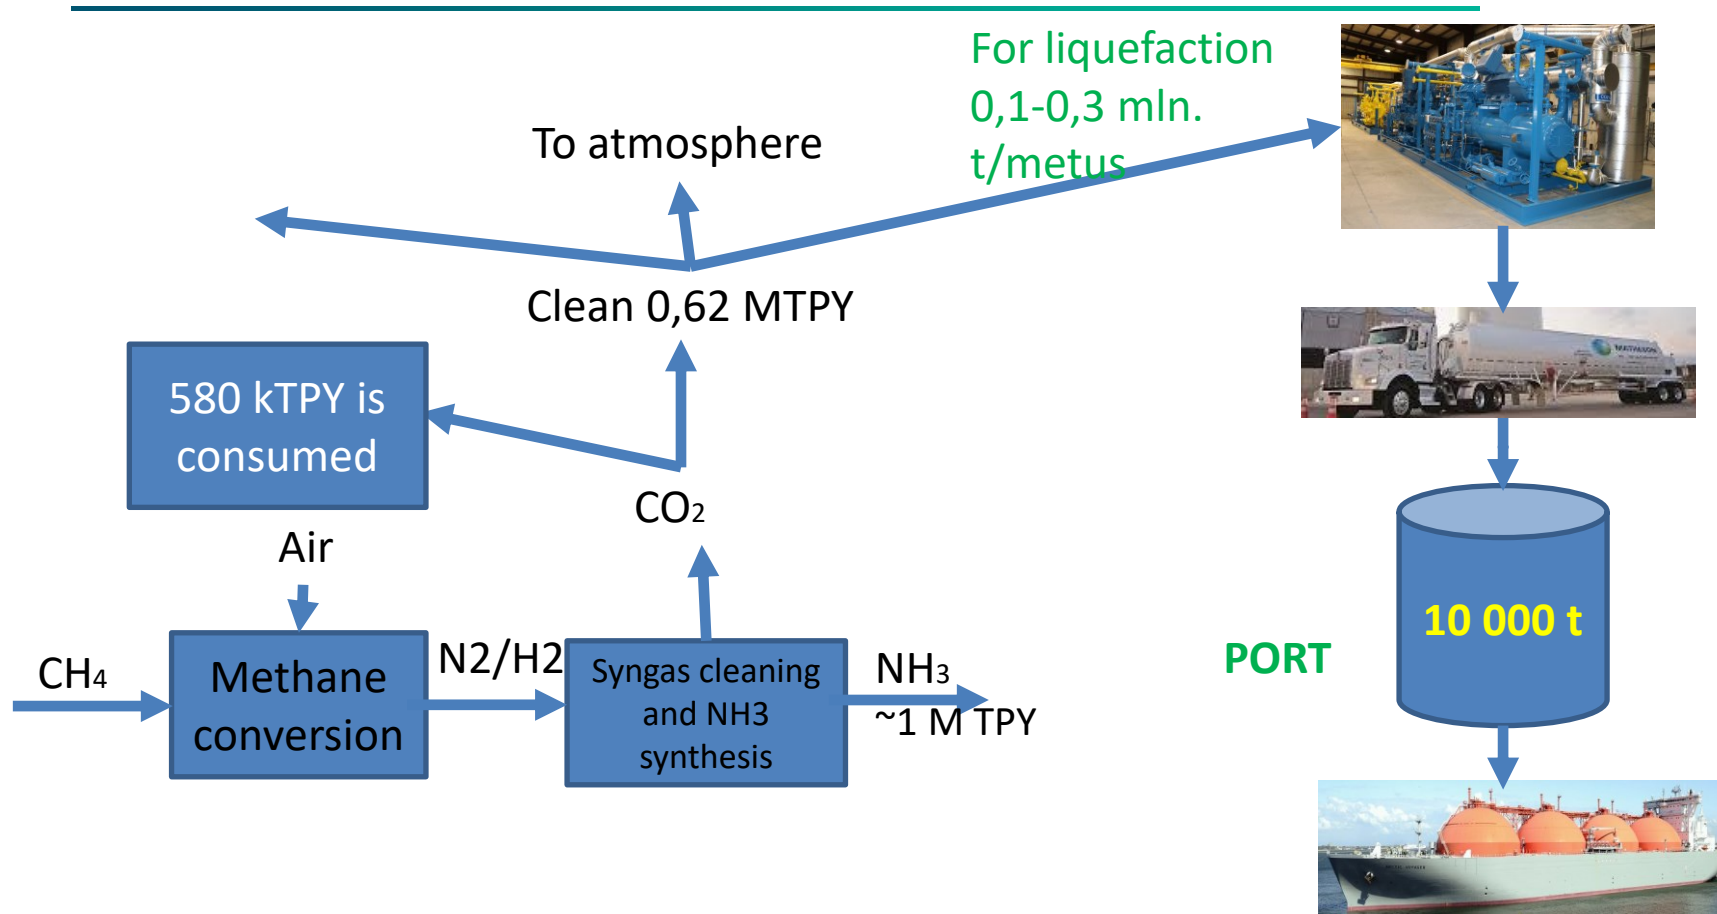 For liquefaction
0,1-0,3 mln.
t/metus
To atmosphere
Clean 0,62 MTPY
MATHESON
580 kTPY is
consumed
CO₂
Air
CH₄
Methane
conversion
N2/H2
Syngas cleaning
and NH3
synthesis
NH₃
~1 M TPY
PORT
10 000 t